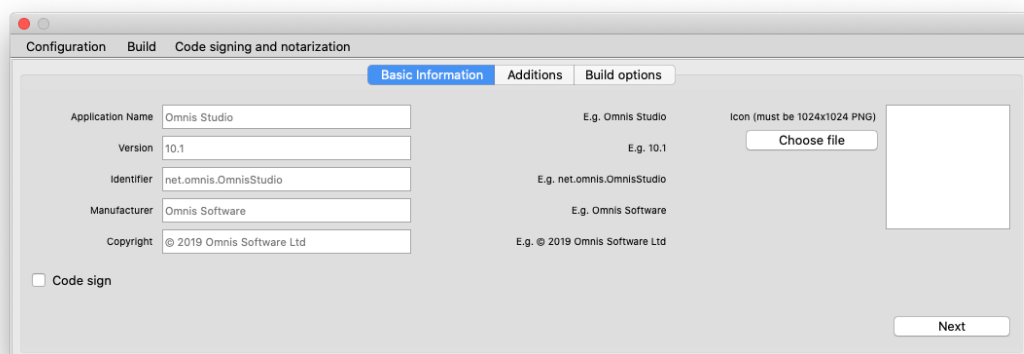 Configuration Build Code signing and notarization
Basic Information Additions Build options
Application Name Omnis Studio E.g. Omnis Studio Icon (must be 1024x1024 PNG)
Choose file
Version 10.1 E.g. 10.1
Identifier net.omnis.OmnisStudio E.g. net.omnis.OmnisStudio
Manufacturer Omnis Software E.g. Omnis Software
Copyright © 2019 Omnis Software Ltd E.g. © 2019 Omnis Software Ltd
Code sign
Next